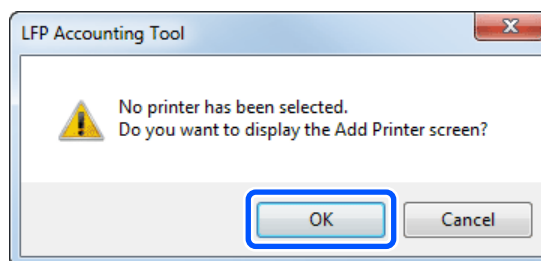 LFP Accounting Tool
No printer has been selected.
Do you want to display the Add Printer screen?
OK
Cancel